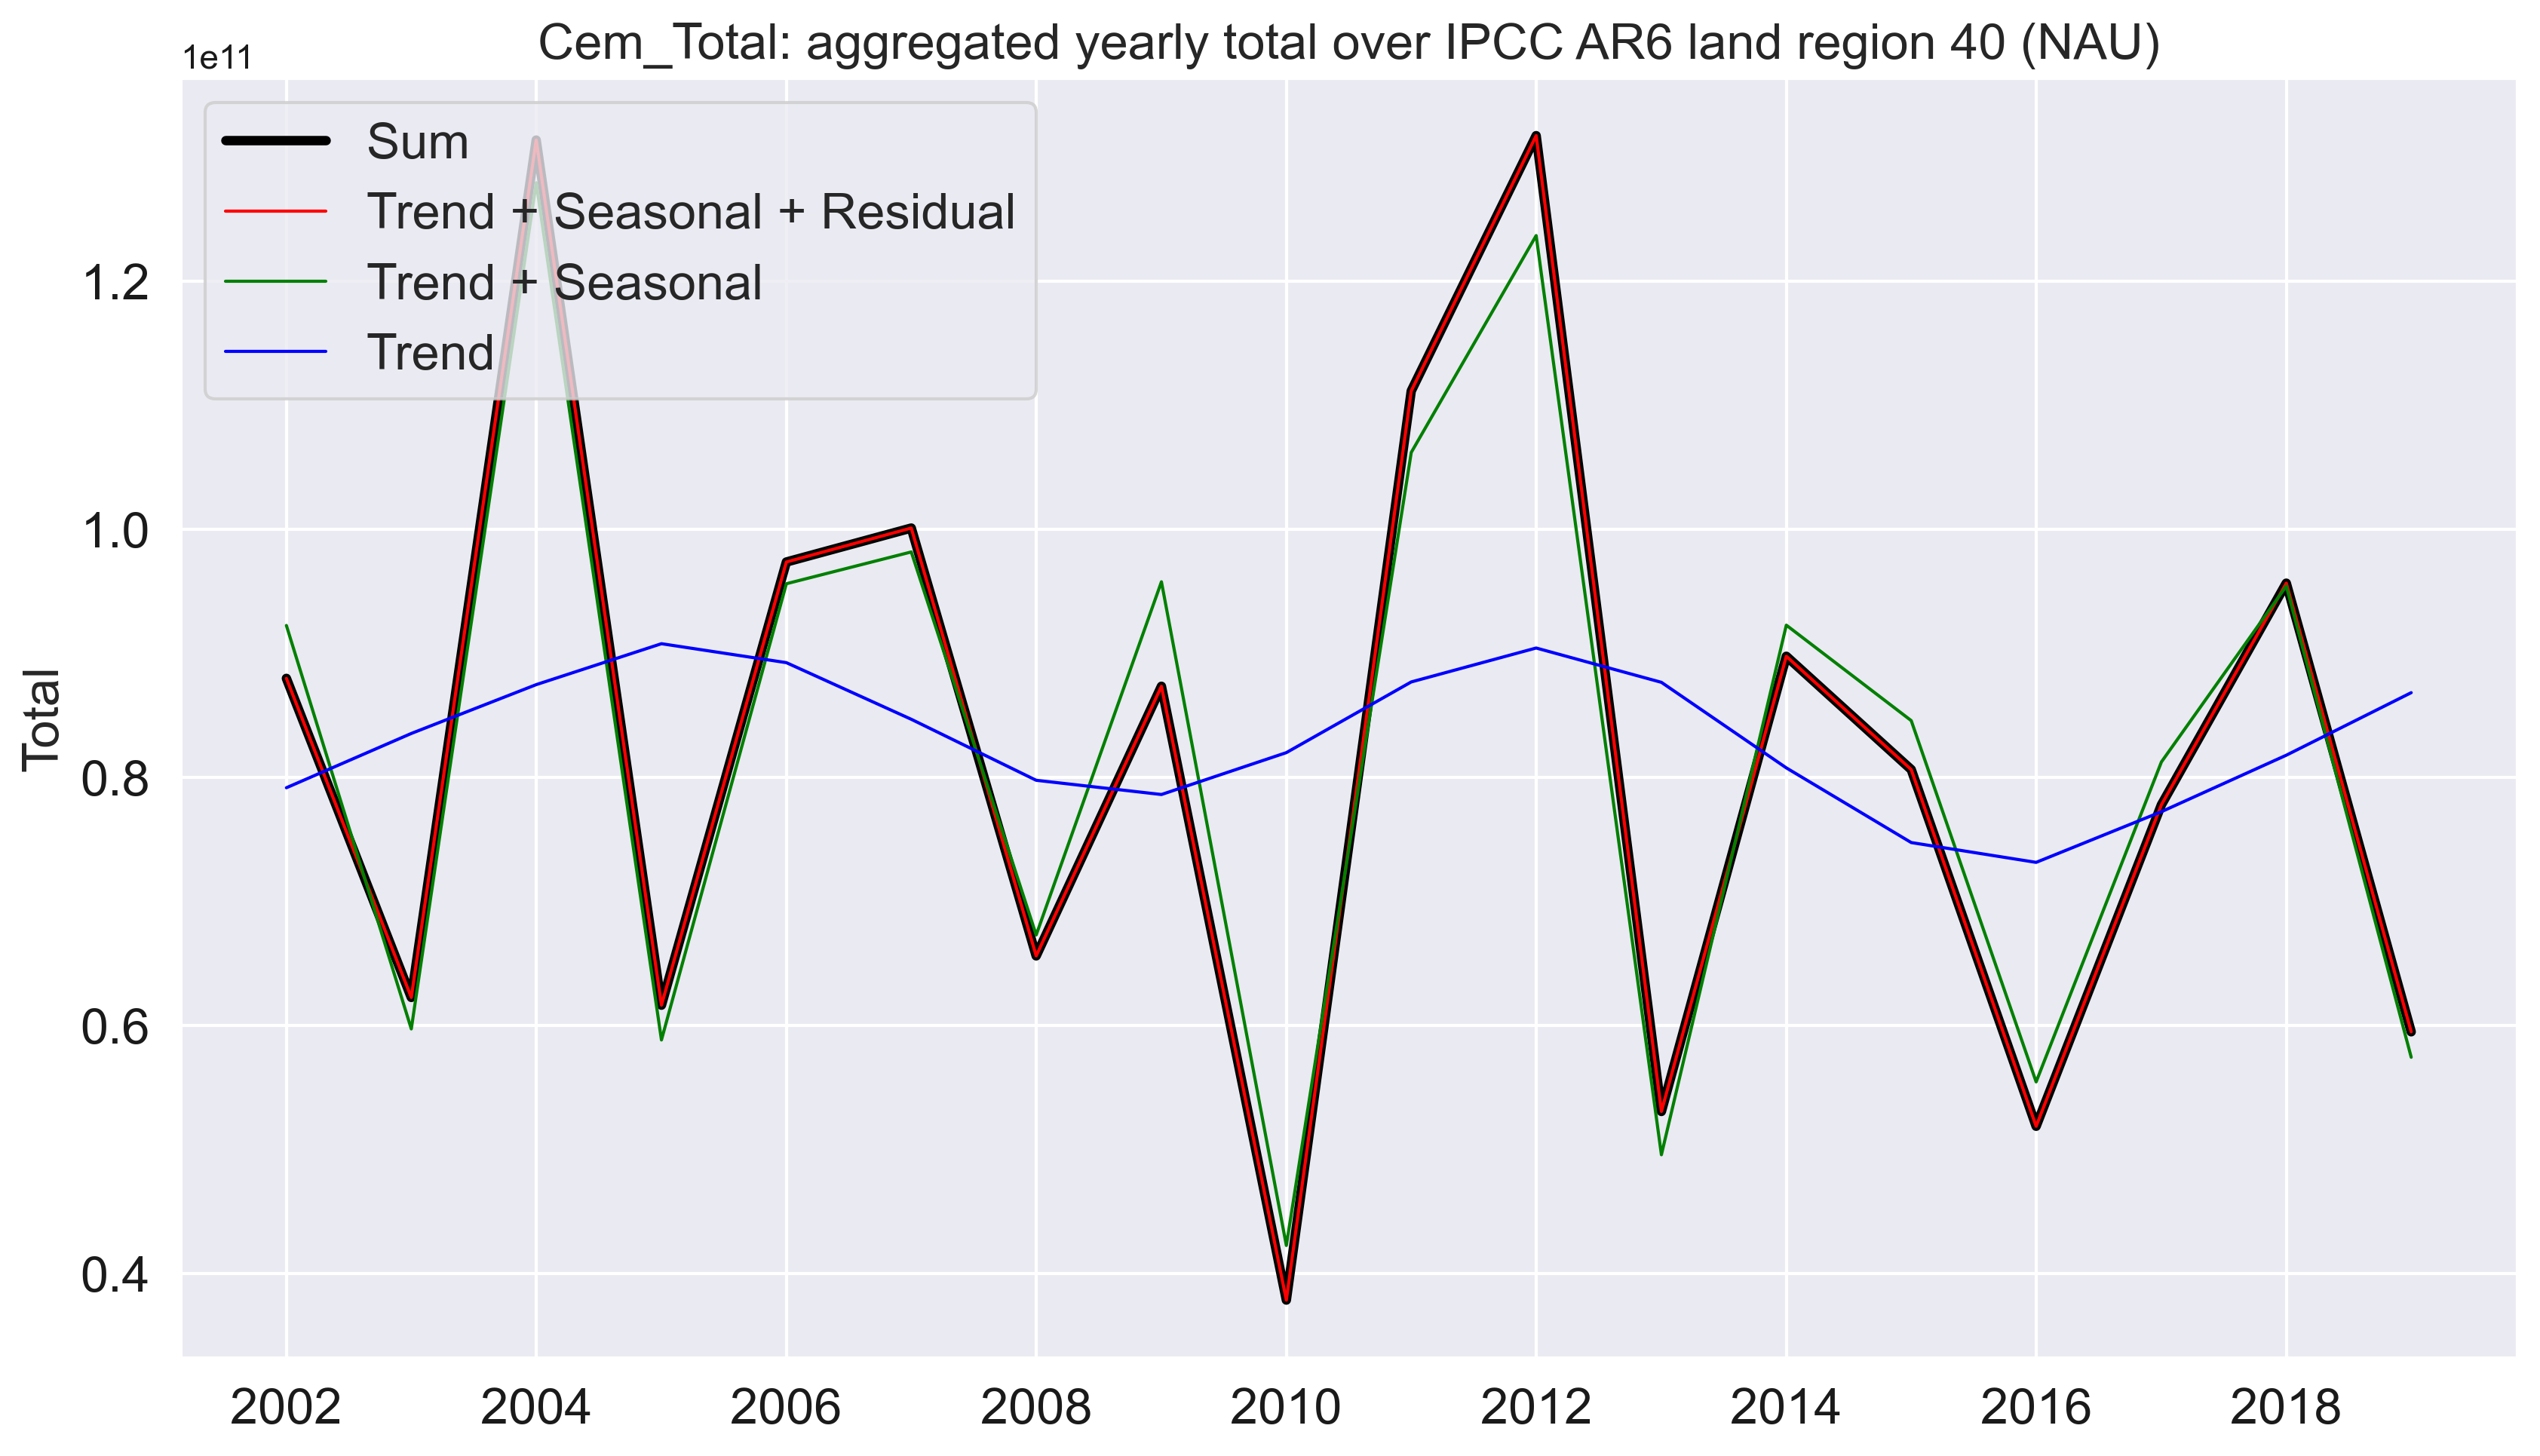 Cem_Total: aggregated yearly total over IPCC AR6 land region 40 (NAU)
1e11
Sum
Trend + Seasonal + Residual
Trend + Seasonal
Trend
1.2
1.0
0.8
0.6
0.4
Total
2002 2004 2006 2008 2010 2012 2014 2016 2018